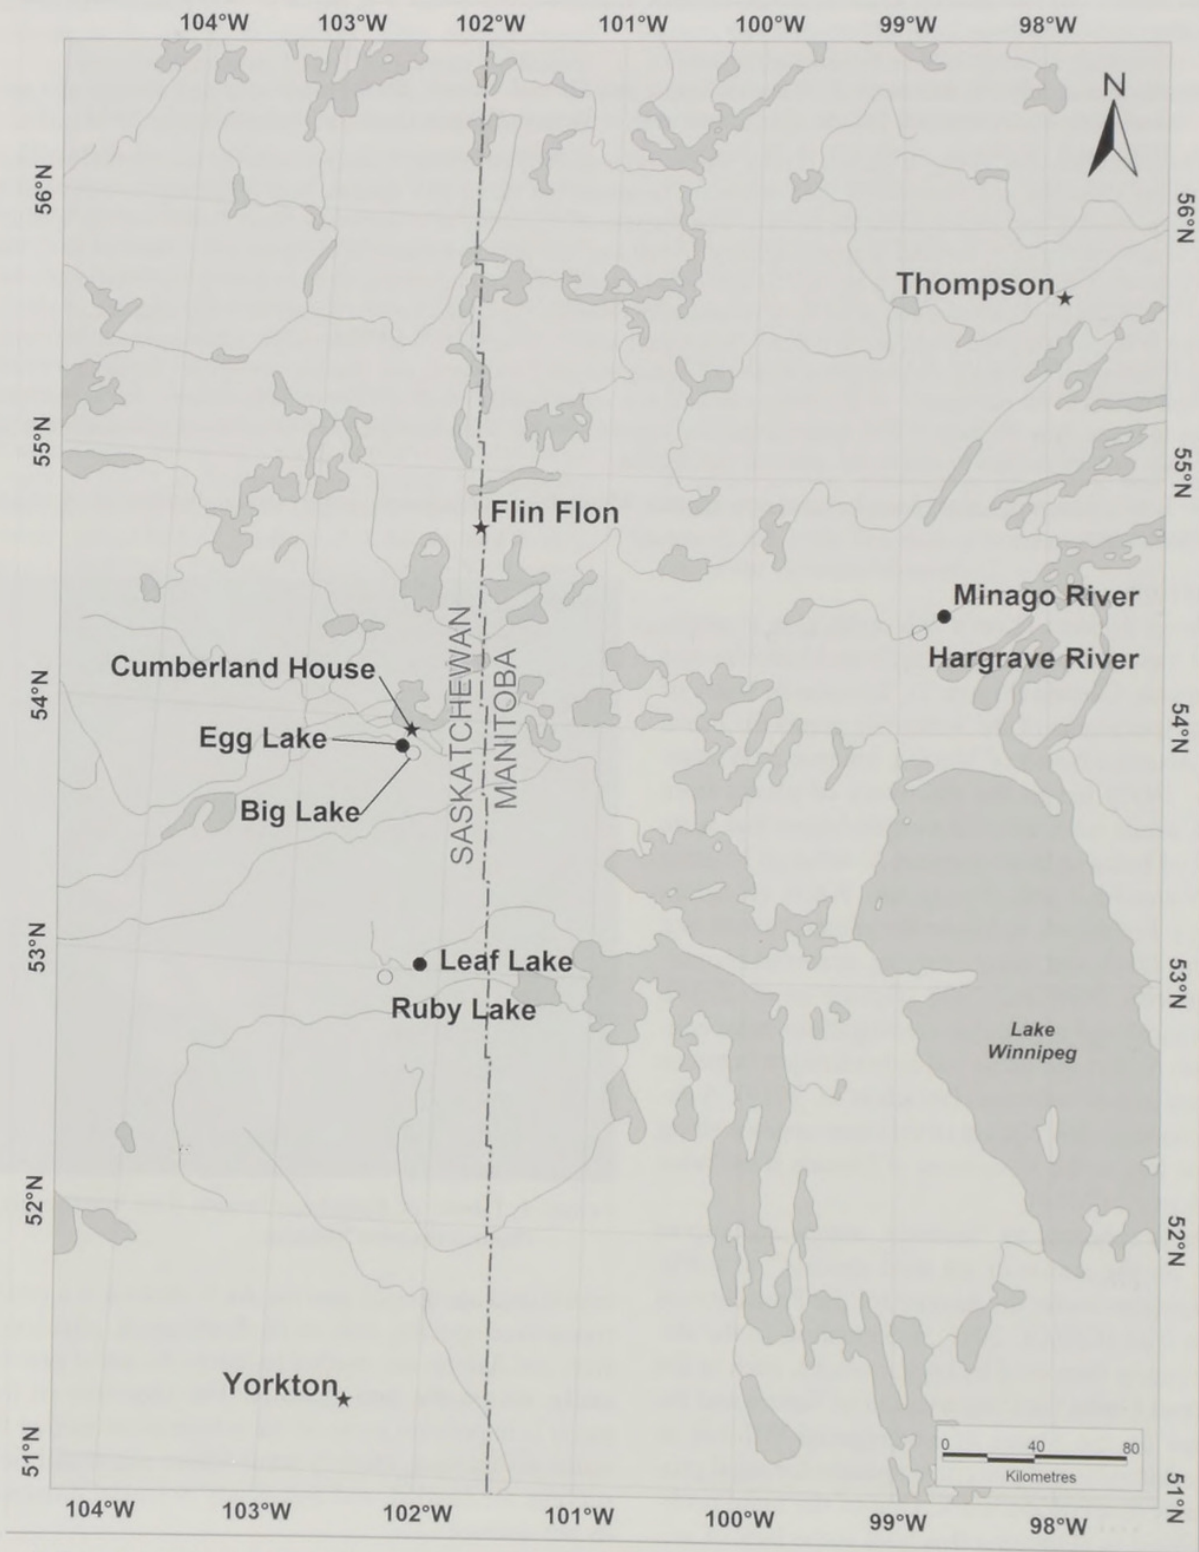 104°W 103°W 102°W 101°W 100°W 99°W 98°W
N
56°N
56°N
Thompson
55°N
55°N
Flin Flon
Minago River
Hargrave River
SASKATCHEWAN
MANITOBA
Cumberland House
54°N
54°N
Egg Lake
Big Lake
53°N
53°N
Leaf Lake
Ruby Lake
Lake
Winnipeg
52°N
52°N
Yorkton
51°N
51°N
0 40 80
Kilometres
104°W 103°W 102°W 101°W 100°W 99°W 98°W